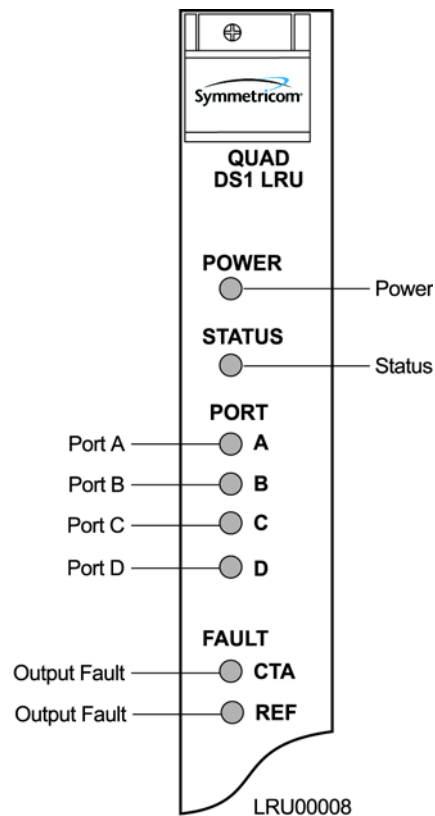 Symmetricom
QUAD
DS1 LRU
POWER
Power
STATUS
Status
PORT
Port A
A
Port B
B
Port C
C
Port D
D
FAULT
Output Fault
CTA
Output Fault
REF
LRU00008